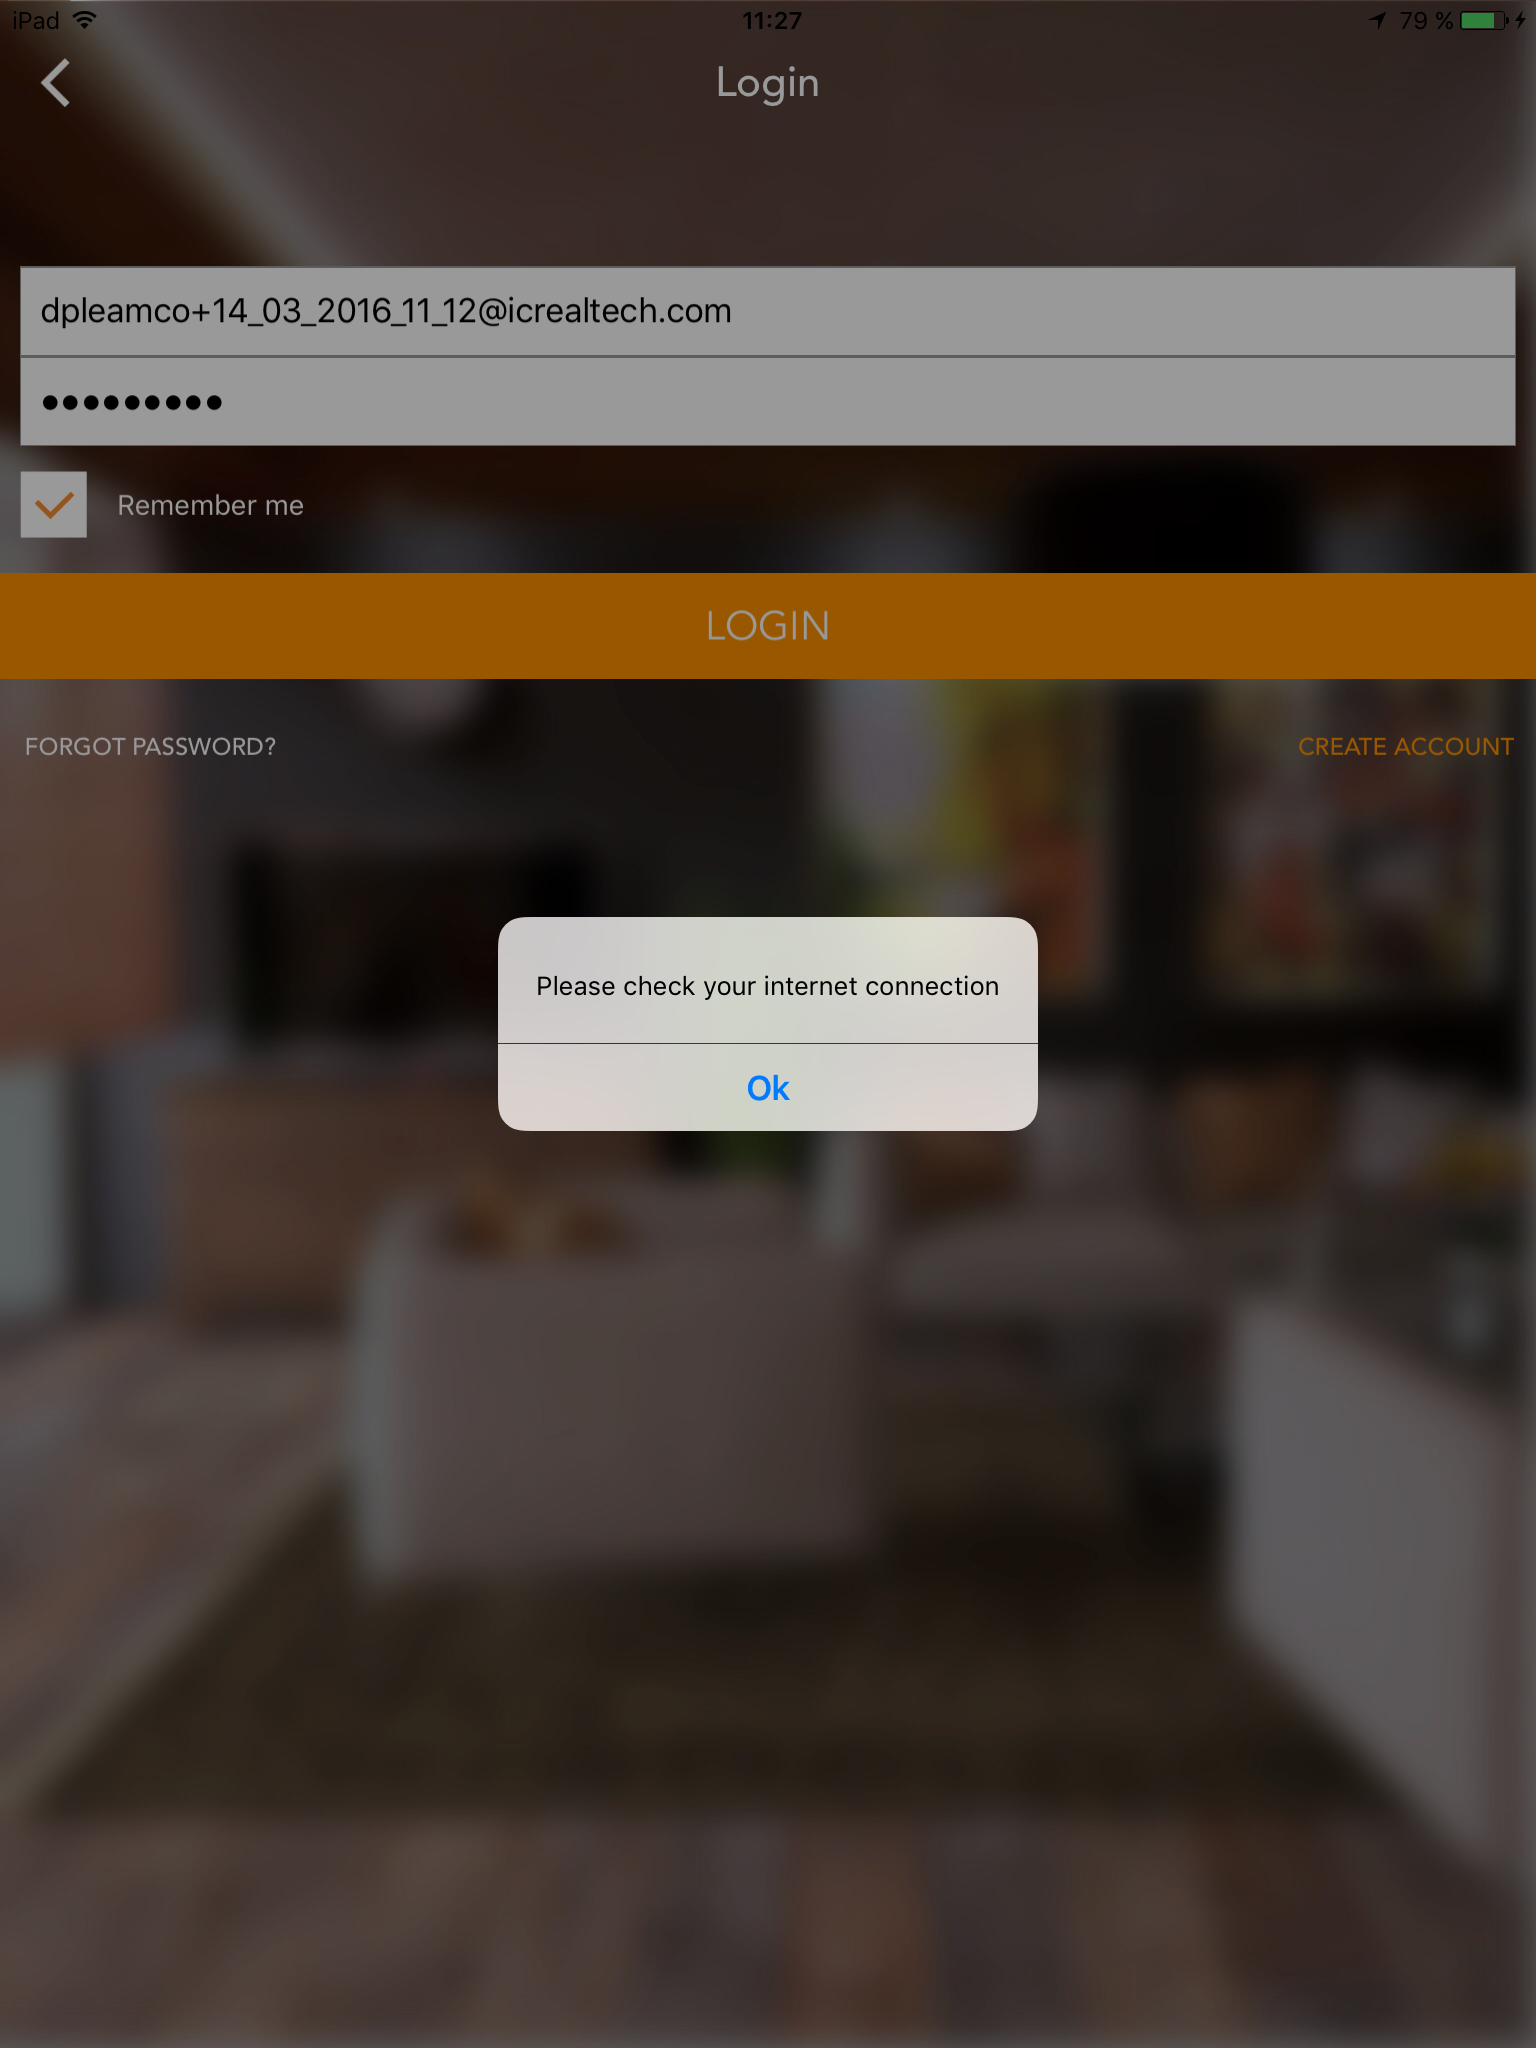 iPad 11:27 79 %
Login
dpleamco+14_03_2016_11_12@icrealtech.com
Remember me
LOGIN
FORGOT PASSWORD? CREATE ACCOUNT
Please check your internet connection
Ok